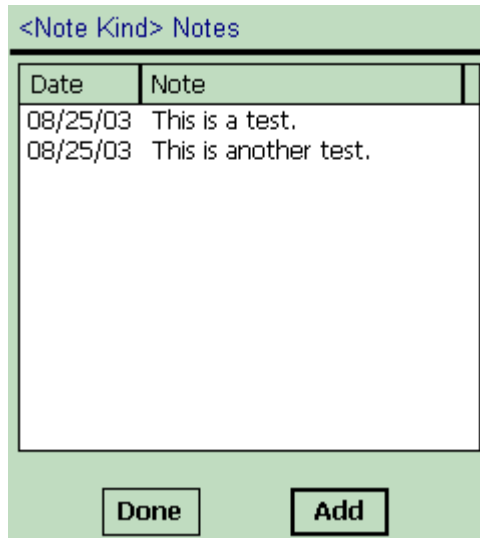 <Note Kind> Notes
Date Note
08/25/03 This is a test.
08/25/03 This is another test.
Done Add